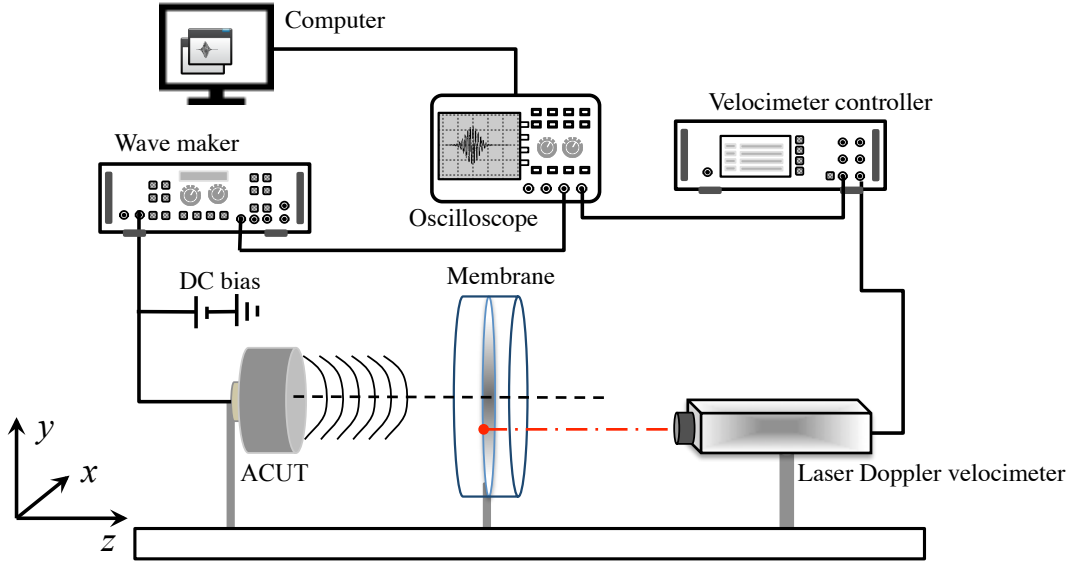 Computer
Velocimeter controller
Wave maker
Oscilloscope
Membrane
DC bias
y
x
ACUT
Laser Doppler velocimeter
z